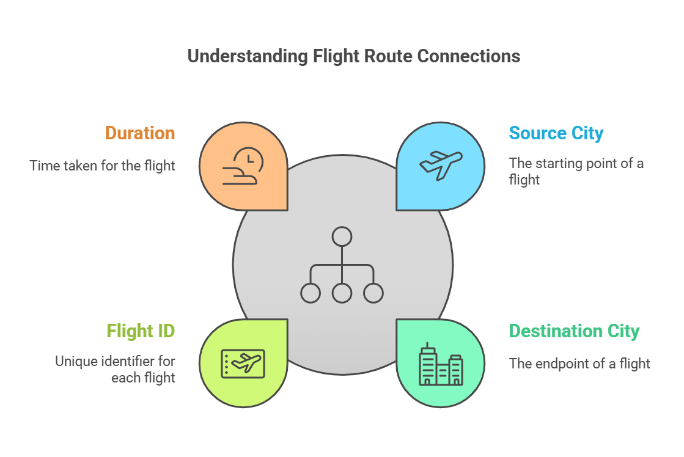 Understanding Flight Route Connections
Duration
Time taken for the flight
Source City
The starting point of a
flight
Flight ID
Unique identifier for
each flight
Destination City
The endpoint of a flight